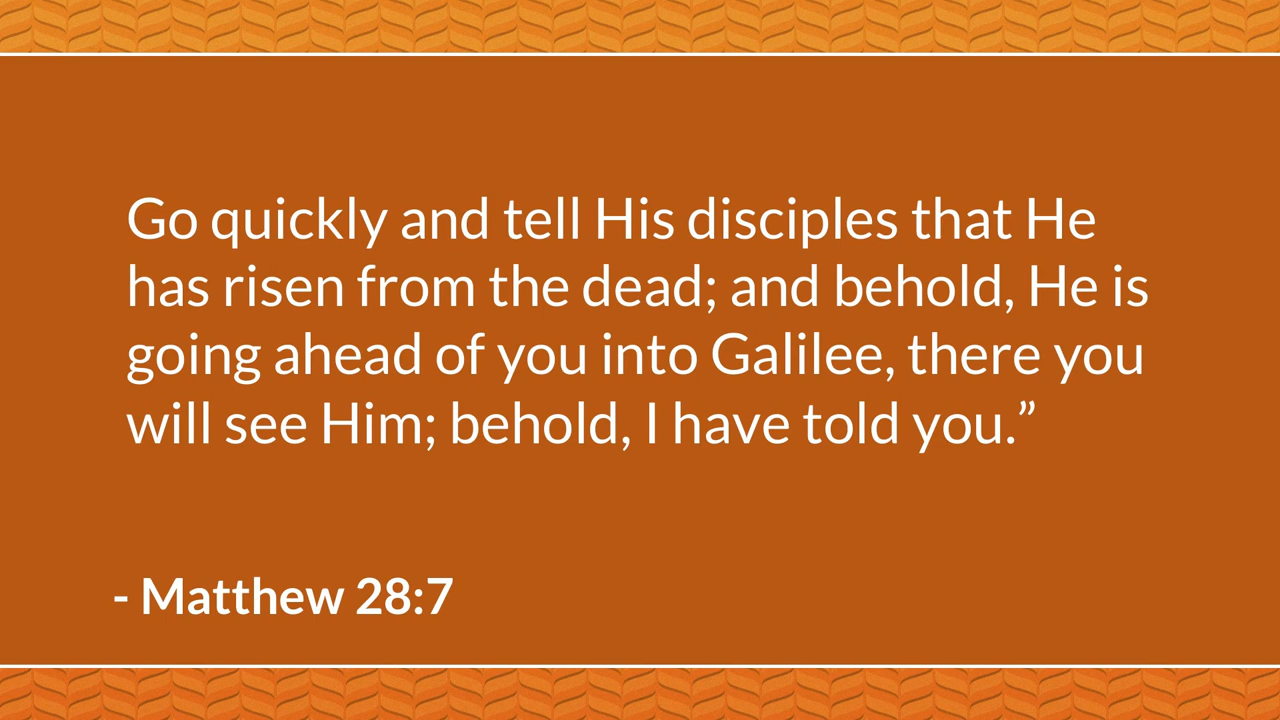 Go quickly and tell His disciples that He
has risen from the dead; and behold, He is
going ahead of you into Galilee, there you
will see Him; behold, I have told you.”
- Matthew 28:7